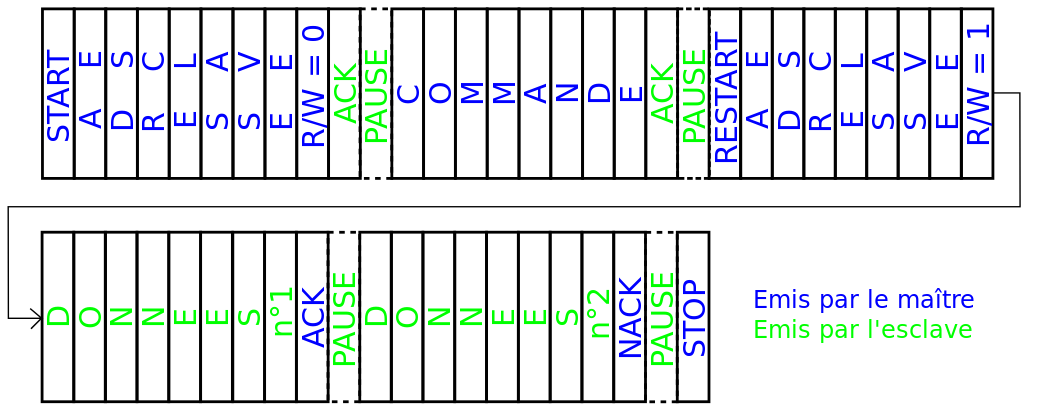 START
A D R E S S E
E S C L A V E
R/W = 0
ACK
PAUSE
C O M M A N D E
ACK
PAUSE
RESTART
A D R E S S E
E S C L A V E
R/W = 1
D O N N E E S n°1
ACK
PAUSE
D O N N E E S n°2
NACK
PAUSE
STOP
Emis par le maître
Emis par l'esclave